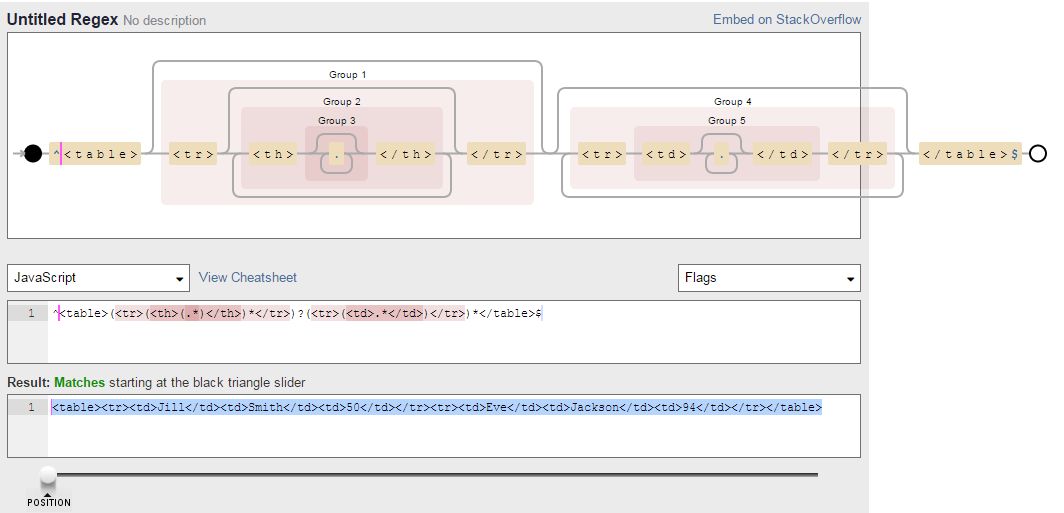 Untitled Regex No description Embed on StackOverflow
Group 1
Group 2 Group 4
Group 3 Group 5
^<table> <tr> <th> . </th> </tr> <tr> <td> . </td> </tr> </table>$
JavaScript View Cheatsheet Flags
1 ^<table>(<tr>(<th>(.*)</th>)*</tr>)?(<tr>(<td>.*</td>)</tr>)*</table>$
Result: Matches starting at the black triangle slider
1 <table><tr><td>Jill</td><td>Smith</td><td>50</td></tr><tr><td>Eve</td><td>Jackson</td><td>94</td></tr></table>
POSITION